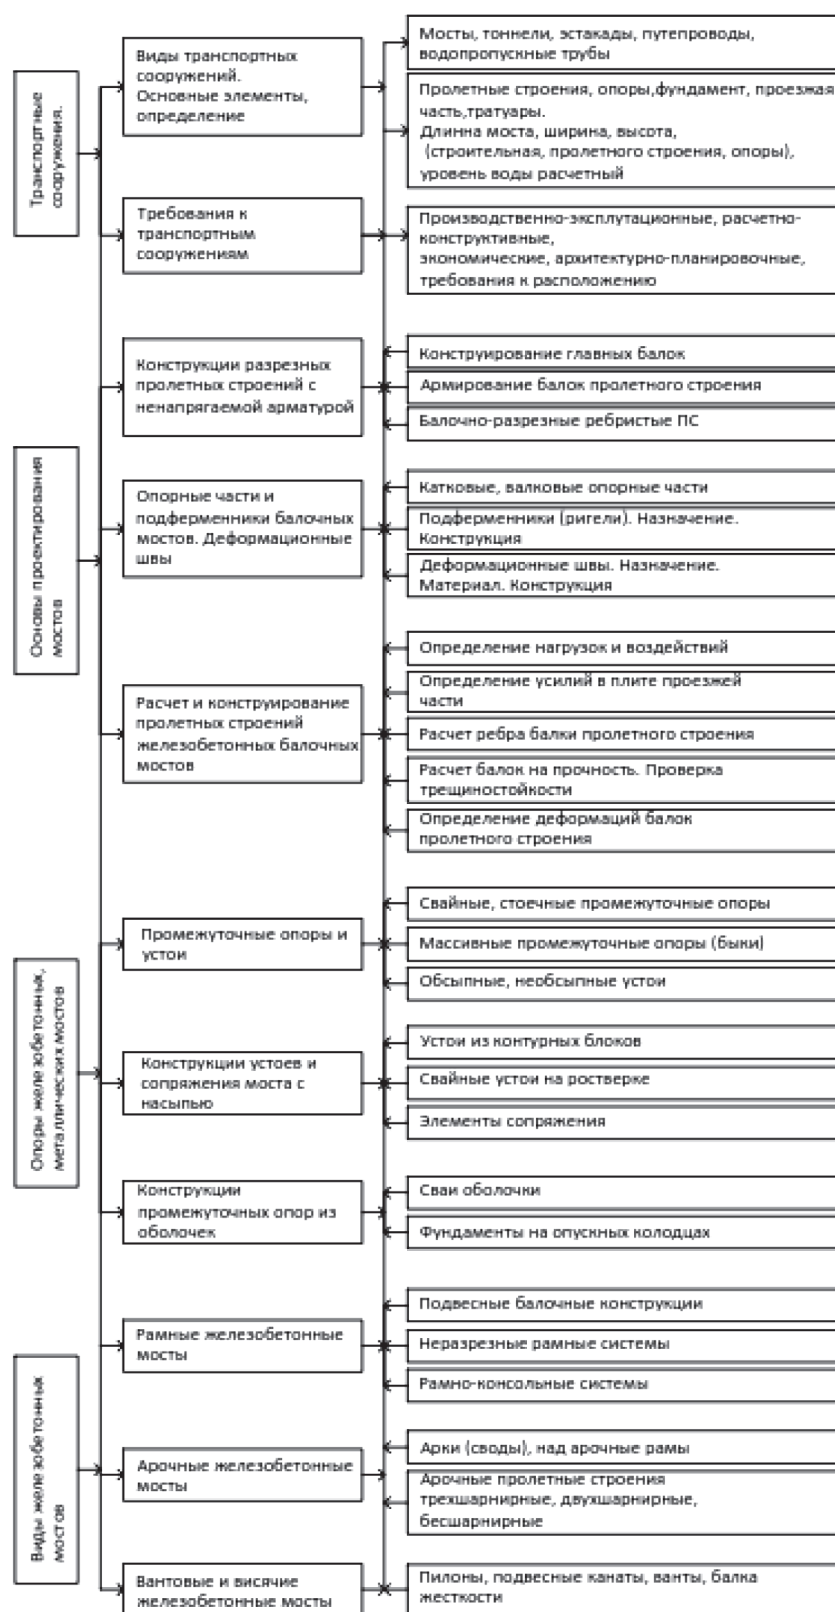 Транспортные
сооружения.
Виды транспортных
сооружений.
Основные элементы,
определение
Мосты, тоннели, эстакады, путепроводы,
водопропускные трубы
Пролетные строения, опоры,фундамент, проезжая
часть,тратуары.
Длинна моста, ширина, высота,
(строительная, пролетного строения, опоры),
уровень воды расчетный
Требования к
транспортным
сооружениям
Производственно-эксплутационные, расчетно-
конструктивные,
экономические, архитектурно-планировочные,
требования к расположению
Основы проектирования
мостов
Конструкции разрезных
пролетных строений с
ненапрягаемой арматурой
Конструирование главных балок
Армирование балок пролетного строения
Балочно-разрезные ребристые ПС
Опорные части и
подферменники балочных
мостов. Деформационные
швы
Катковые, валковые опорные части
Подферменники (ригели). Назначение.
Конструкция
Деформационные швы. Назначение.
Материал. Конструкция
Расчет и конструирование
пролетных строений
железобетонных балочных
мостов
Определение нагрузок и воздействий
Определение усилий в плите проезжей
части
Расчет ребра балки пролетного строения
Расчет балок на прочность. Проверка
трещиностойкости
Определение деформаций балок
пролетного строения
Опоры железобетонных,
металлических мостов
Промежуточные опоры и
устои
Свайные, стоечные промежуточные опоры
Массивные промежуточные опоры (быки)
Обсыпные, необсыпные устои
Конструкции устоев и
сопряжения моста с
насыпью
Устои из контурных блоков
Свайные устои на ростверке
Элементы сопряжения
Конструкции
промежуточных опор из
оболочек
Сваи оболочки
Фундаменты на опускных колодцах
Виды железобетонных
мостов
Рамные железобетонные
мосты
Подвесные балочные конструкции
Неразрезные рамные системы
Рамно-консольные системы
Арочные железобетонные
мосты
Арки (своды), над арочные рамы
Арочные пролетные строения
трехшарнирные, двухшарнирные,
бесшарнирные
Вантовые и висячие
железобетонные мосты
Пилоны, подвесные канаты, ванты, балка
жесткости